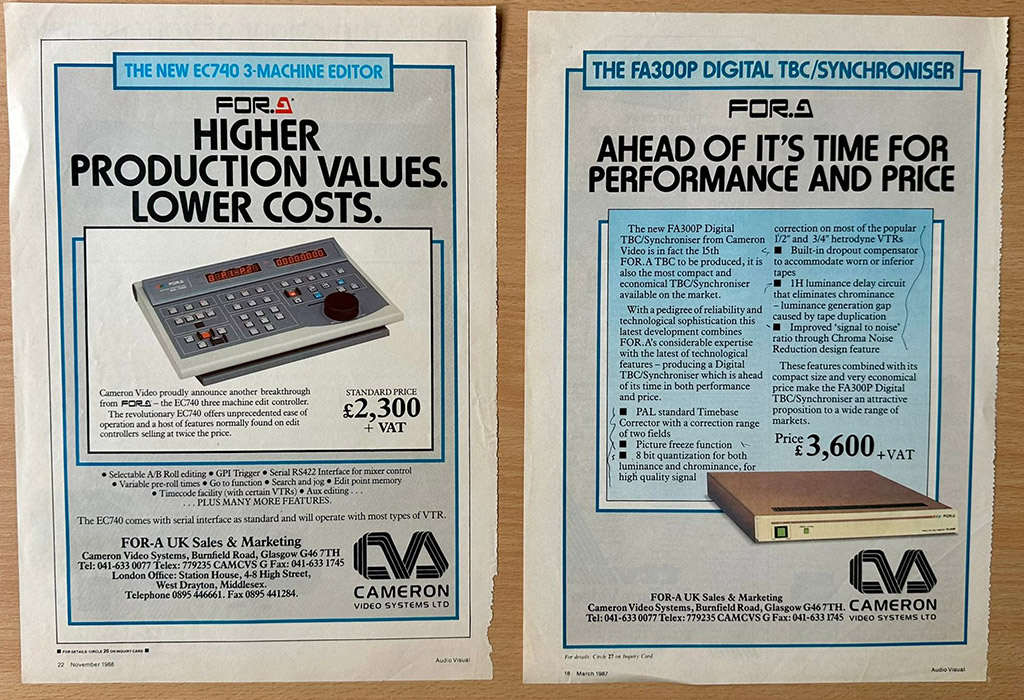 THE NEW EC740 3-MACHINE EDITOR
FOR.A
HIGHER
PRODUCTION VALUES.
LOWER COSTS.
Cameron Video proudly announce another breakthrough
from FOR.A – the EC740 three machine edit controller.
The revolutionary EC740 offers unprecedented ease of
operation and a host of features normally found on edit
controllers selling at twice the price.
STANDARD PRICE
£2,300
+ VAT
● Selectable A/B Roll editing ● GPI Trigger ● Serial RS422 Interface for mixer control
● Variable pre-roll times ● Go to function ● Search and jog ● Edit point memory
● Timecode facility (with certain VTRs) ● Aux editing . . .
. . . PLUS MANY MORE FEATURES.
The EC740 comes with serial interface as standard and will operate with most types of VTR.
FOR-A UK Sales & Marketing
Cameron Video Systems, Burnfield Road, Glasgow G46 7TH
Tel: 041-633 0077 Telex: 779235 CAMCVS G Fax: 041-633 1745
London Office: Station House, 4-8 High Street,
West Drayton, Middlesex.
Telephone 0895 446661. Fax 0895 441284.
CVA
CAMERON
VIDEO SYSTEMS LTD
■ FOR DETAILS CIRCLE 20 ON INQUIRY CARD ■
22 November 1988
Audio Visual
THE FA300P DIGITAL TBC/SYNCHRONISER
FOR.A
AHEAD OF IT'S TIME FOR
PERFORMANCE AND PRICE
The new FA300P Digital
TBC/Synchroniser from Cameron
Video is in fact the 15th
FOR.A TBC to be produced, it is
also the most compact and
economical TBC/Synchroniser
available on the market.
With a pedigree of reliability and
technological sophistication this
latest development combines
FOR.A's considerable expertise
with the latest of technological
features – producing a Digital
TBC/Synchroniser which is ahead
of its time in both performance
and price.
■ PAL standard Timebase
Corrector with a correction range
of two fields
■ Picture freeze function
■ 8 bit quantization for both
luminance and chrominance, for
high quality signal
correction on most of the popular
1/2" and 3/4" hetrodyne VTRs
■ Built-in dropout compensator
to accommodate worn or inferior
tapes
■ 1H luminance delay circuit
that eliminates chrominance
– luminance generation gap
caused by tape duplication
■ Improved 'signal to noise'
ratio through Chroma Noise
Reduction design feature
These features combined with its
compact size and very economical
price make the FA300P Digital
TBC/Synchroniser an attractive
proposition to a wide range of
markets.
Price £3,600 +VAT
FOR-A UK Sales & Marketing
Cameron Video Systems, Burnfield Road, Glasgow G46 7TH.
Tel: 041-633 0077 Telex: 779235 CAMCVS G Fax: 041-633 1745
CVA
CAMERON
VIDEO SYSTEMS LTD
For details: Circle 27 on Inquiry Card
18 March 1987
Audio Visual